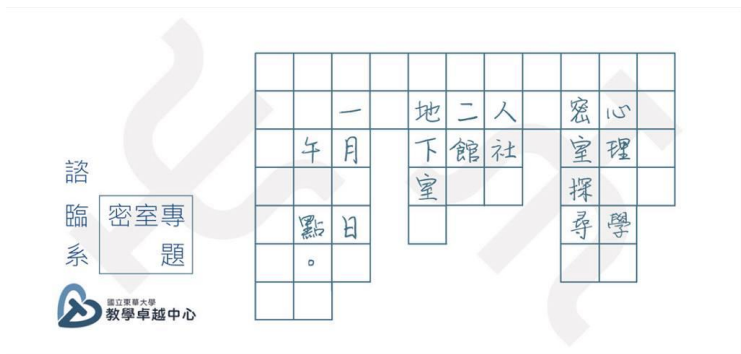 心理 學
密室探尋
人社
二館
地下室
一月 日
午 點。
諮臨系
密室專題
國立東華大學
教學卓越中心